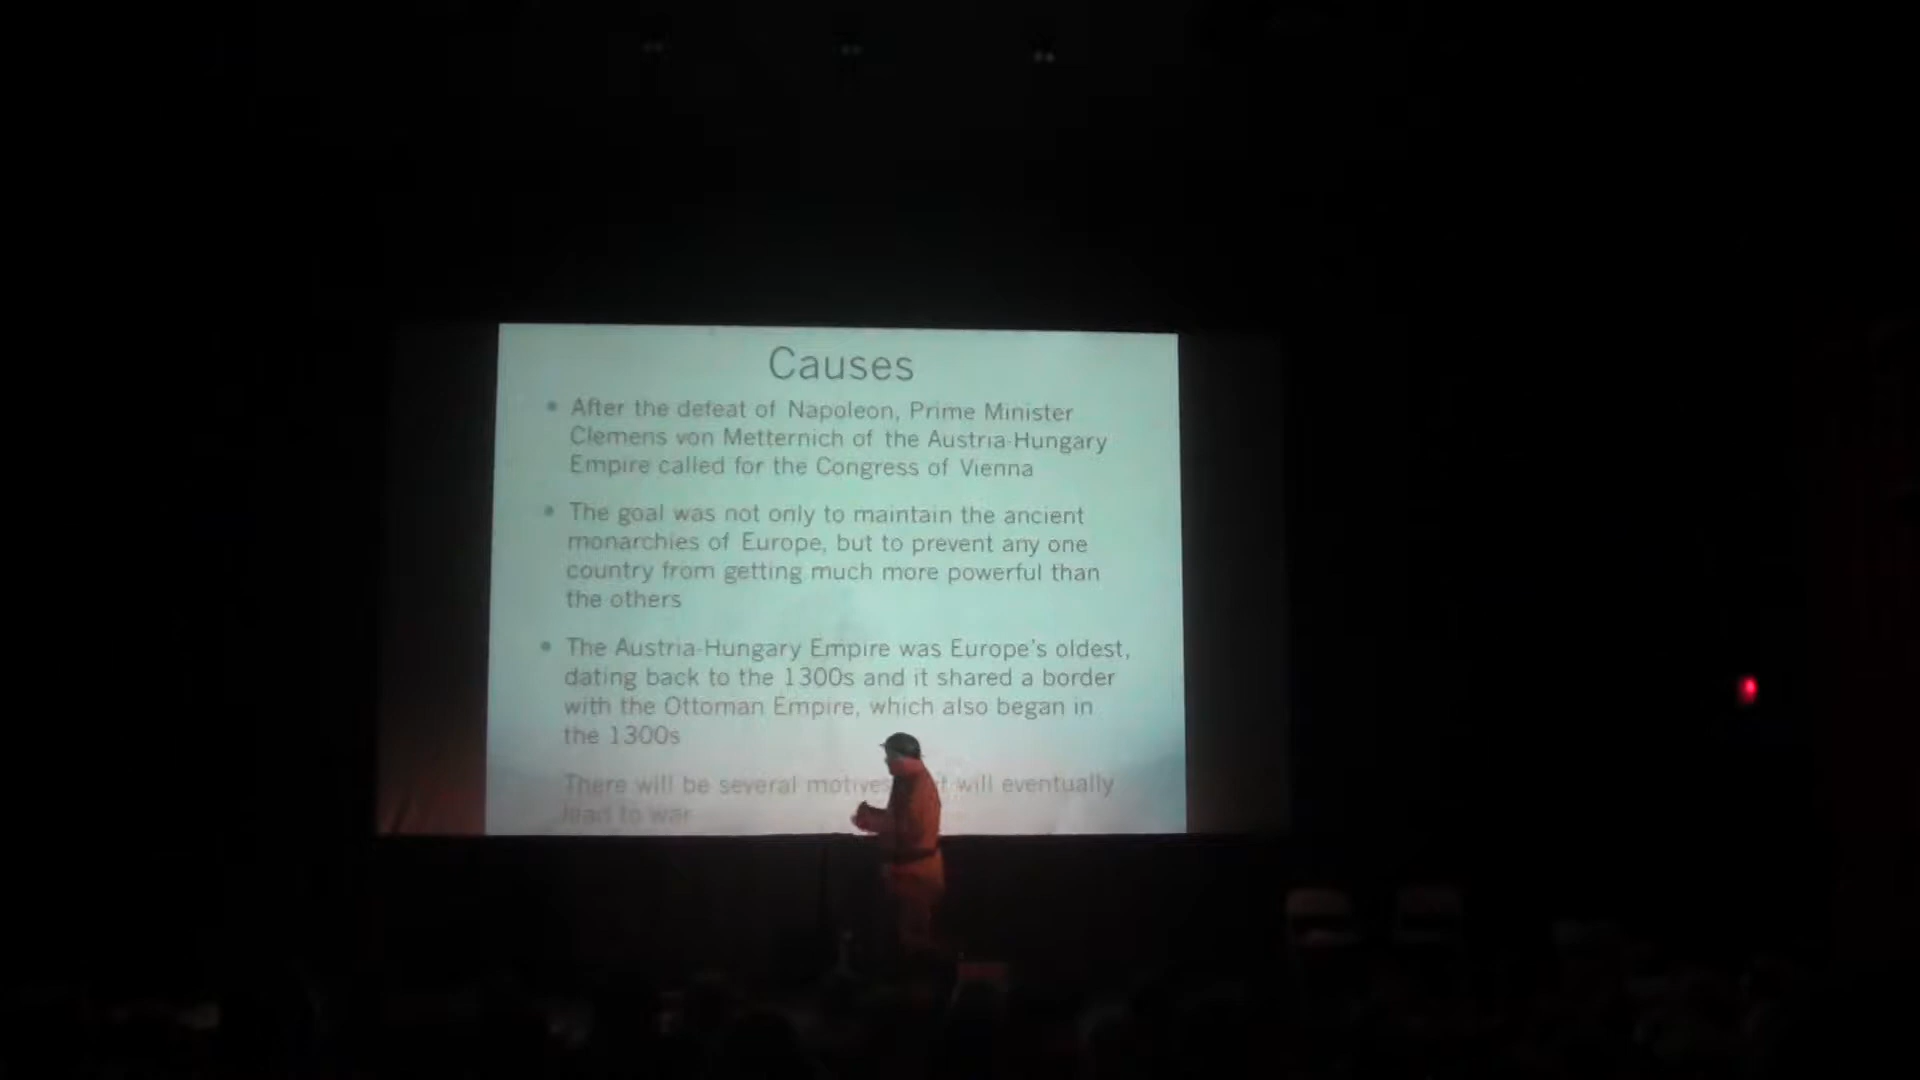 Causes
• After the defeat of Napoleon, Prime Minister
Clemens von Metternich of the Austria-Hungary
Empire called for the Congress of Vienna
• The goal was not only to maintain the ancient
monarchies of Europe, but to prevent any one
country from getting much more powerful than
the others
• The Austria-Hungary Empire was Europe's oldest,
dating back to the 1300s and it shared a border
with the Ottoman Empire, which also began in
the 1300s
There will be several motives will eventually
lead to war